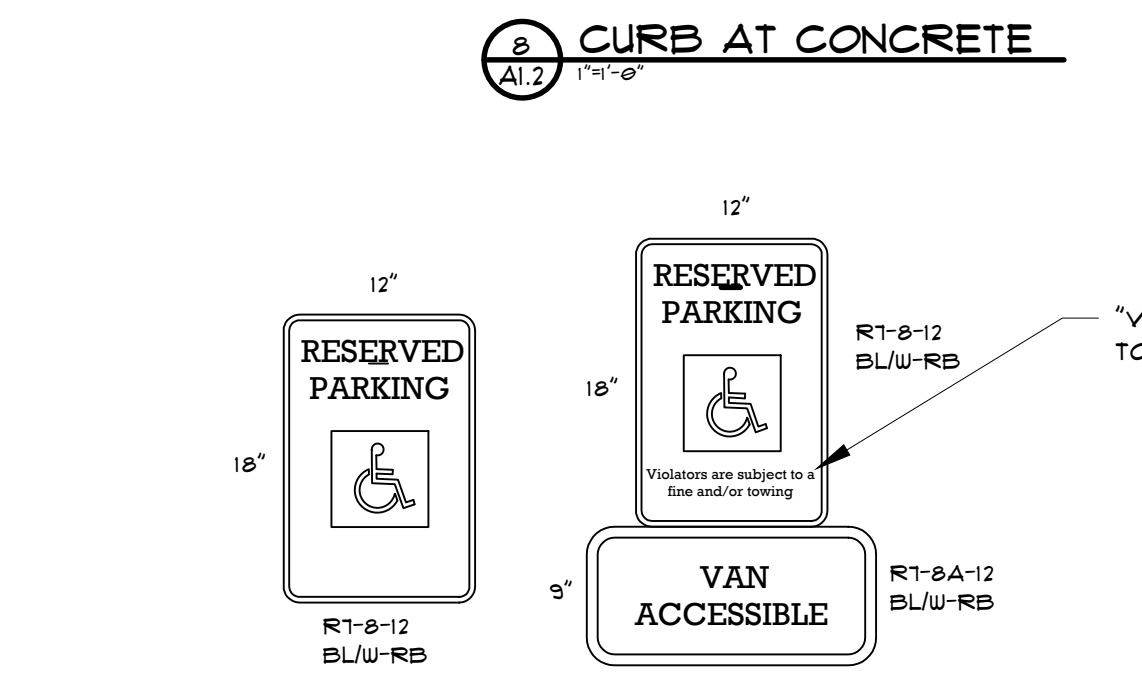 8
A1.2
CURB AT CONCRETE
1"=1'-0"
12"
RESERVED
PARKING
18"
R7-8-12
BL/W-RB
12"
RESERVED
PARKING
18"
R7-8-12
BL/W-RB
Violators are subject to a
fine and/or towing
VAN
ACCESSIBLE
9"
R7-8A-12
BL/W-RB